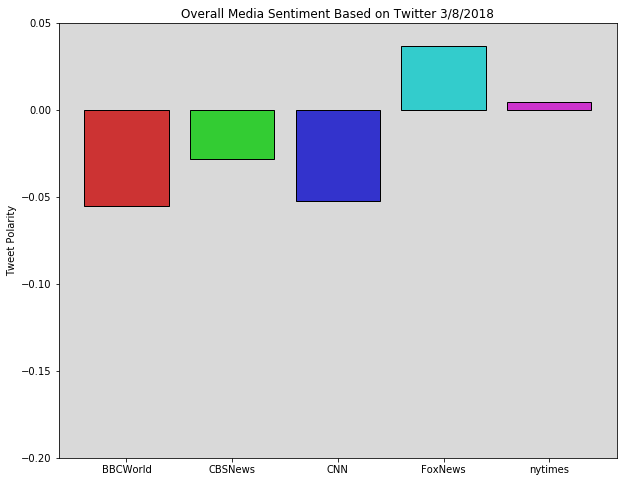 Overall Media Sentiment Based on Twitter 3/8/2018
Tweet Polarity
0.05
0.00
−0.05
−0.10
−0.15
−0.20
BBCWorld
CBSNews
CNN
FoxNews
nytimes